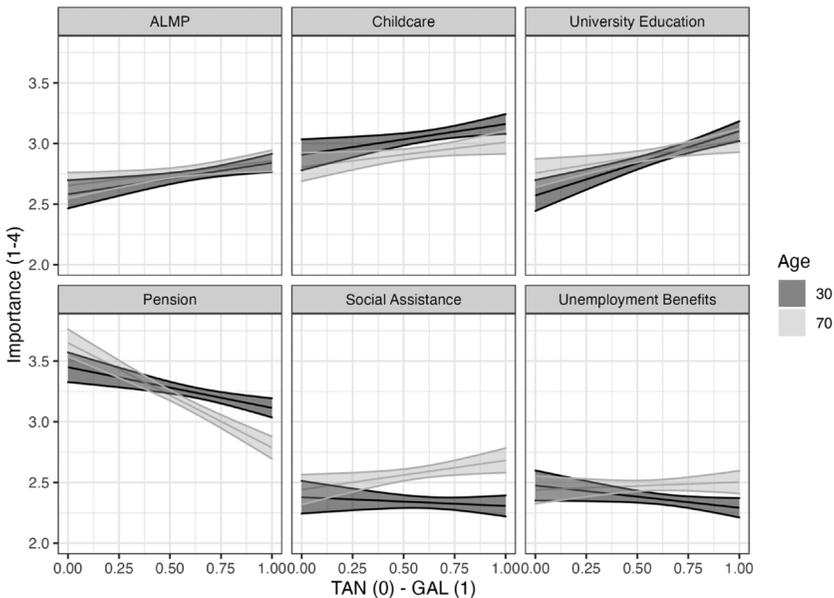 ALMP Childcare University Education
3.5
3.0
2.5
2.0
Pension Social Assistance Unemployment Benefits
3.5
3.0
2.5
2.0
0.00 0.25 0.50 0.75 1.00 0.00 0.25 0.50 0.75 1.00 0.00 0.25 0.50 0.75 1.00
TAN (0) - GAL (1)
Importance (1-4)
Age
30
70